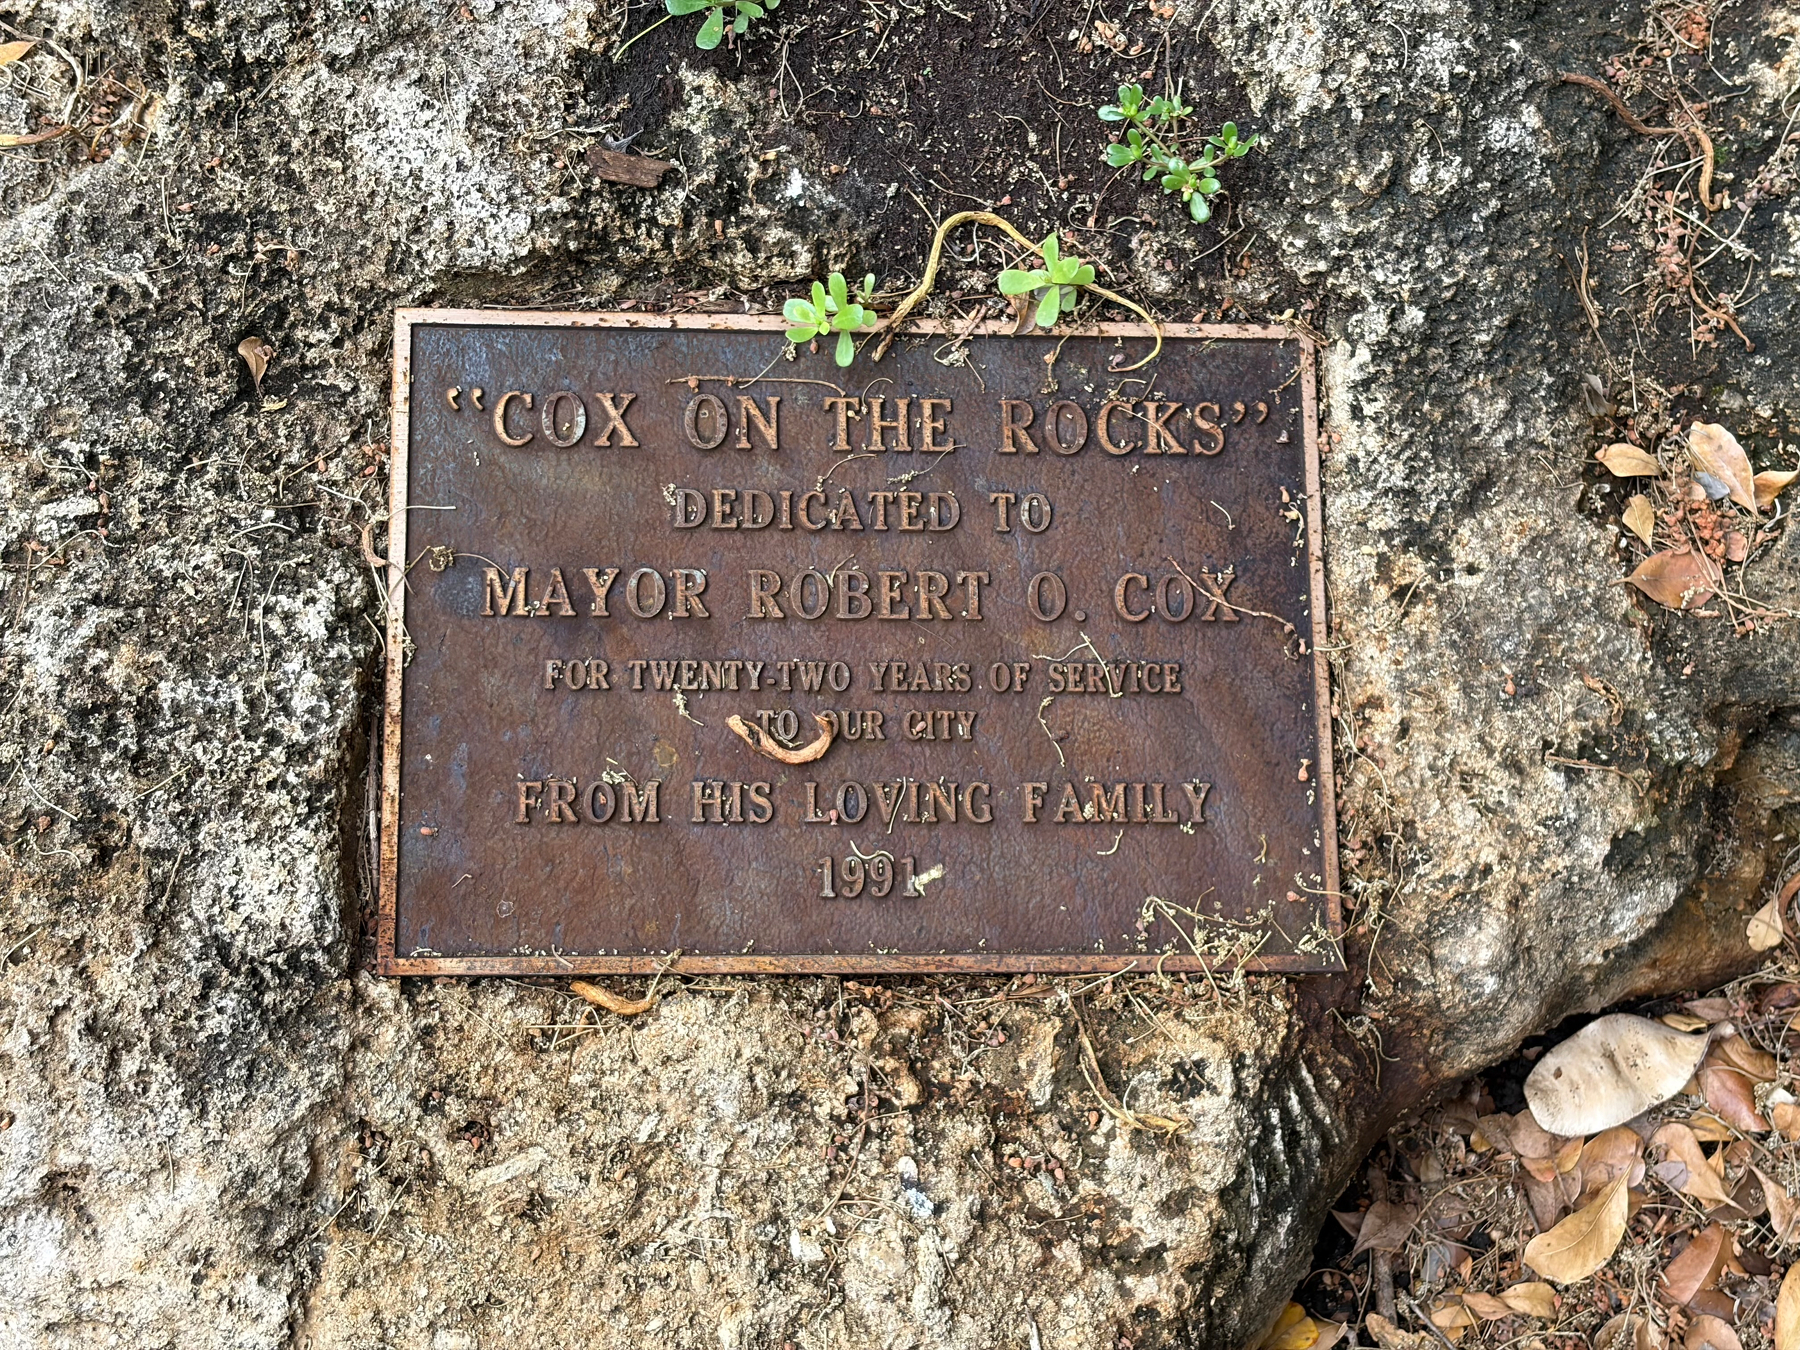 “COX ON THE ROCKS”
DEDICATED TO
MAYOR ROBERT O. COX
FOR TWENTY-TWO YEARS OF SERVICE
TO OUR CITY
FROM HIS LOVING FAMILY
1991